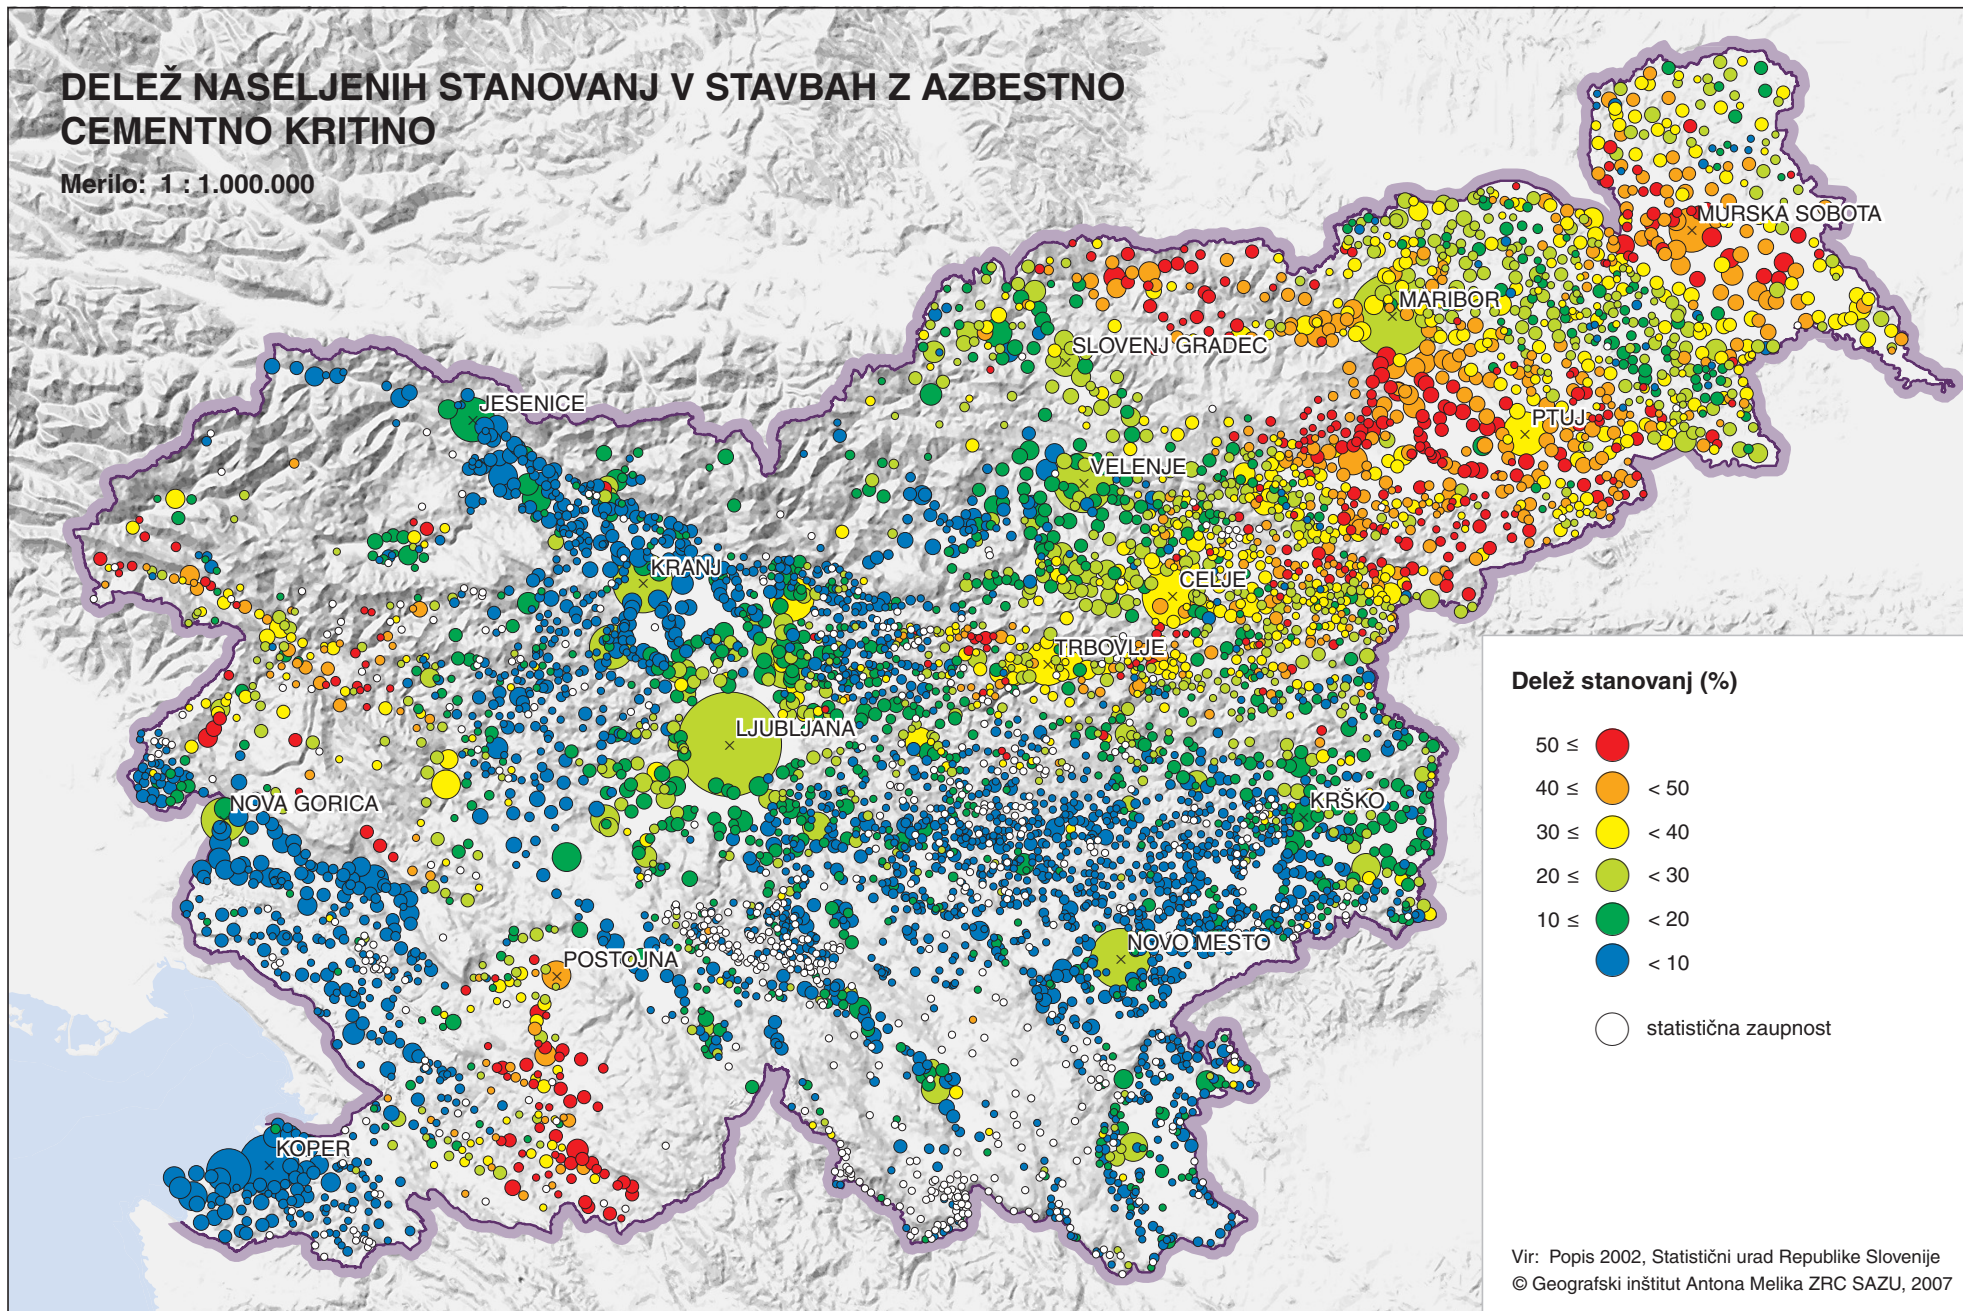 DELEŽ NASELJENIH STANOVANJ V STAVBAH Z AZBESTNO
CEMENTNO KRITINO
Merilo: 1 : 1.000.000
MURSKA SOBOTA
MARIBOR
SLOVENJ GRADEC
JESENICE
PTUJ
VELENJE
KRANJ
CELJE
TRBOVLJE
LJUBLJANA
NOVA GORICA
KRŠKO
NOVO MESTO
POSTOJNA
KOPER
Delež stanovanj (%)
50 ≤
40 ≤ < 50
30 ≤ < 40
20 ≤ < 30
10 ≤ < 20
< 10
statistična zaupnost
Vir: Popis 2002, Statistični urad Republike Slovenije
© Geografski inštitut Antona Melika ZRC SAZU, 2007